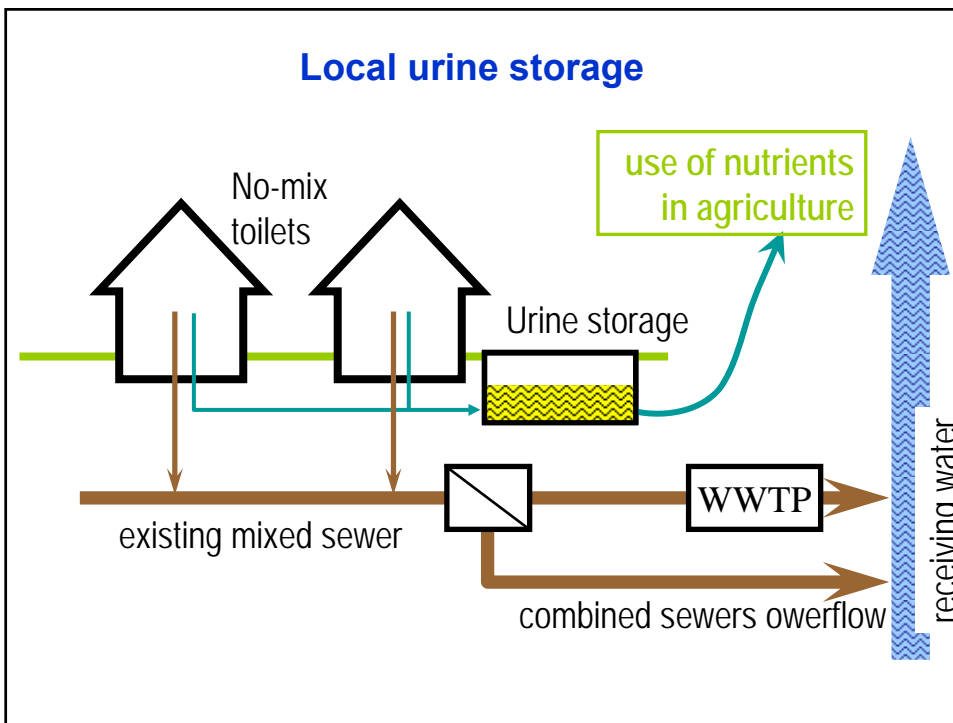 Local urine storage
No-mix
toilets
use of nutrients
in agriculture
Urine storage
existing mixed sewer
WWTP
combined sewers owerflow
receiving water